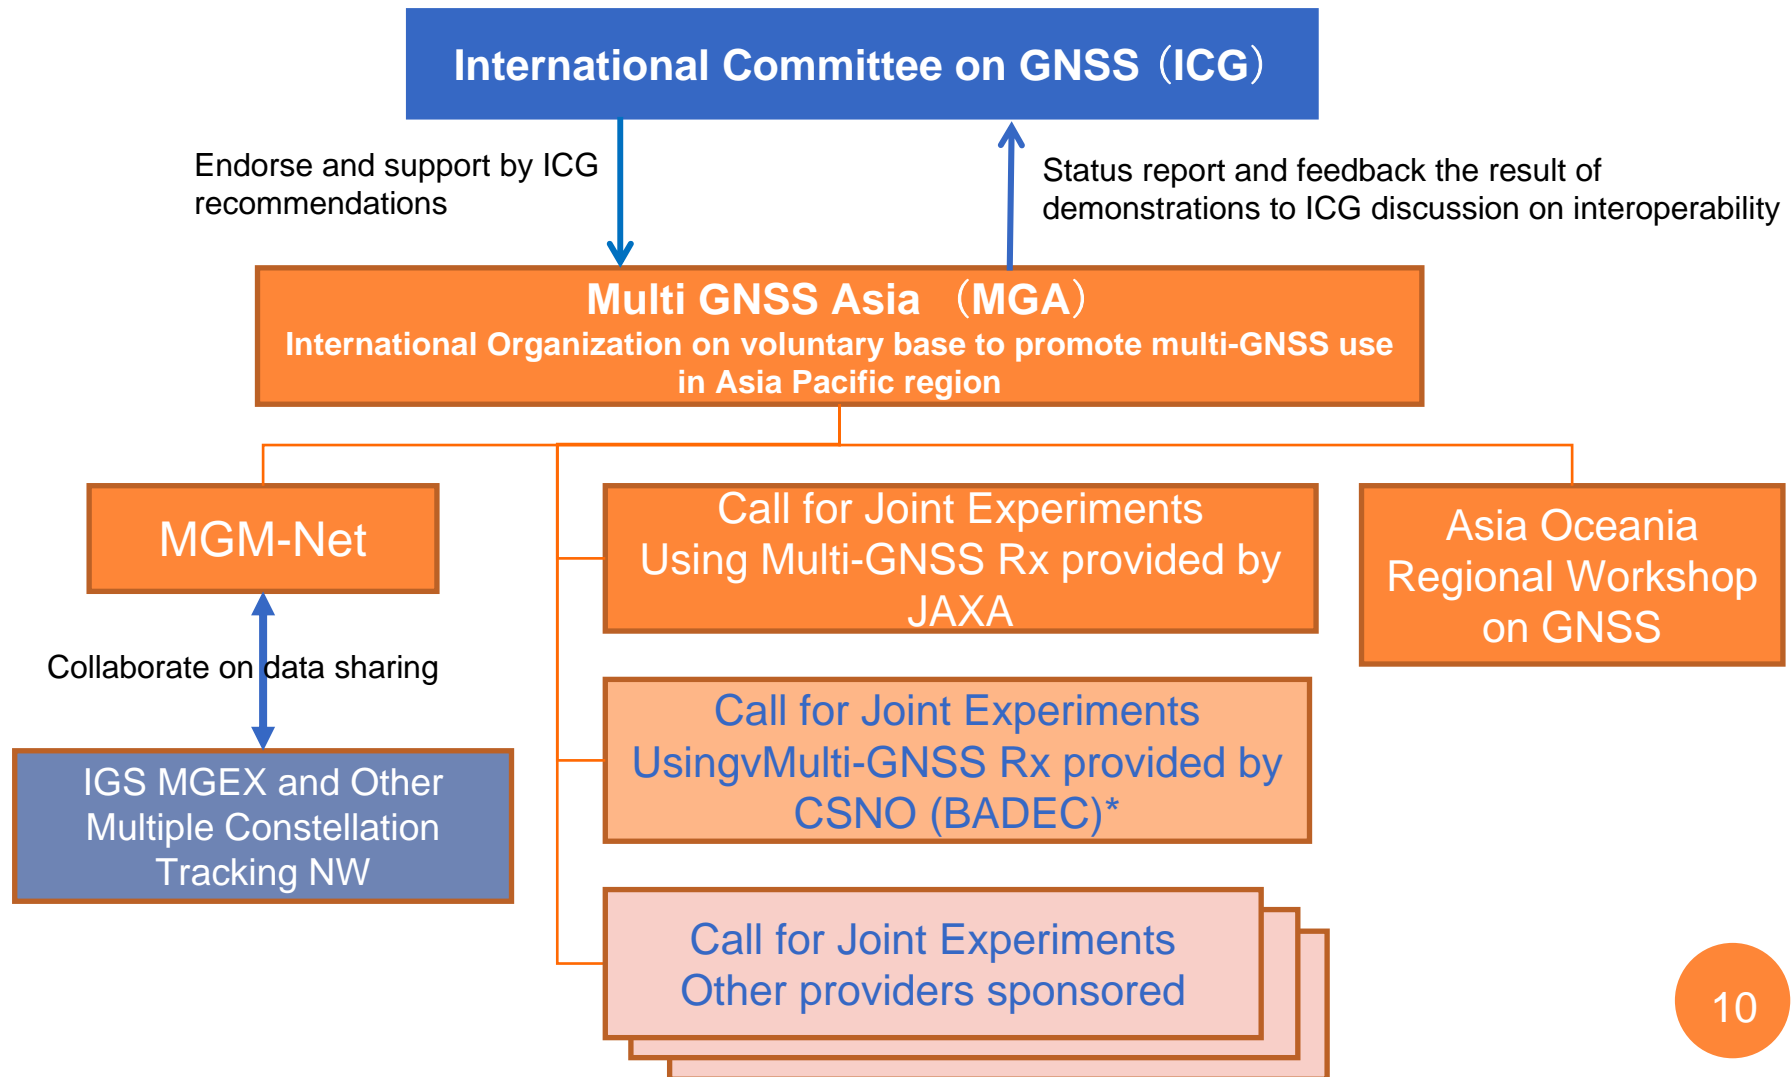 International Committee on GNSS（ICG）
Endorse and support by ICG
recommendations
Status report and feedback the result of
demonstrations to ICG discussion on interoperability
Multi GNSS Asia （MGA）
International Organization on voluntary base to promote multi-GNSS use
in Asia Pacific region
MGM-Net
Call for Joint Experiments
Using Multi-GNSS Rx provided by
JAXA
Asia Oceania
Regional Workshop
on GNSS
Collaborate on data sharing
Call for Joint Experiments
UsingvMulti-GNSS Rx provided by
CSNO (BADEC)*
IGS MGEX and Other
Multiple Constellation
Tracking NW
Call for Joint Experiments
Other providers sponsored
10